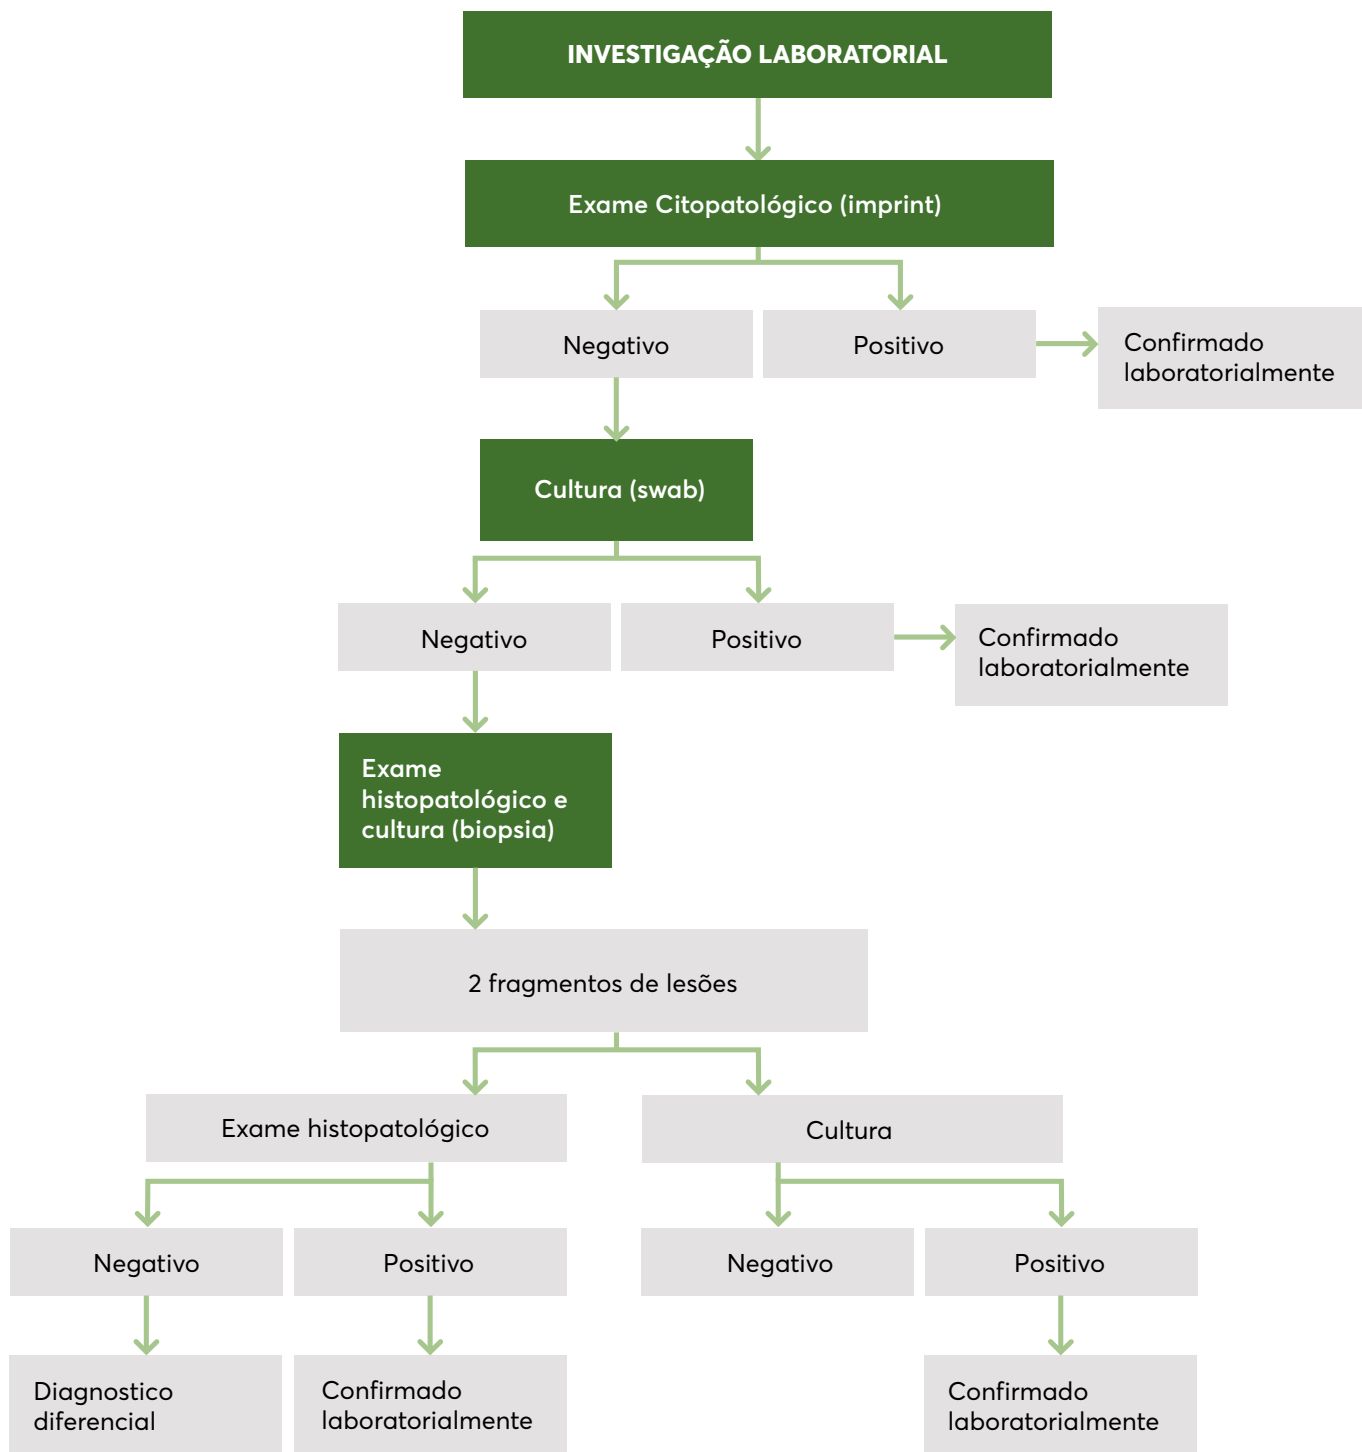 INVESTIGAÇÃO LABORATORIAL
Exame Citopatológico (imprint)
Negativo
Positivo
Confirmado
laboratorialmente
Cultura (swab)
Negativo
Positivo
Confirmado
laboratorialmente
Exame
histopatológico e
cultura (biopsia)
2 fragmentos de lesões
Exame histopatológico
Cultura
Negativo
Positivo
Negativo
Positivo
Diagnostico
diferencial
Confirmado
laboratorialmente
Confirmado
laboratorialmente